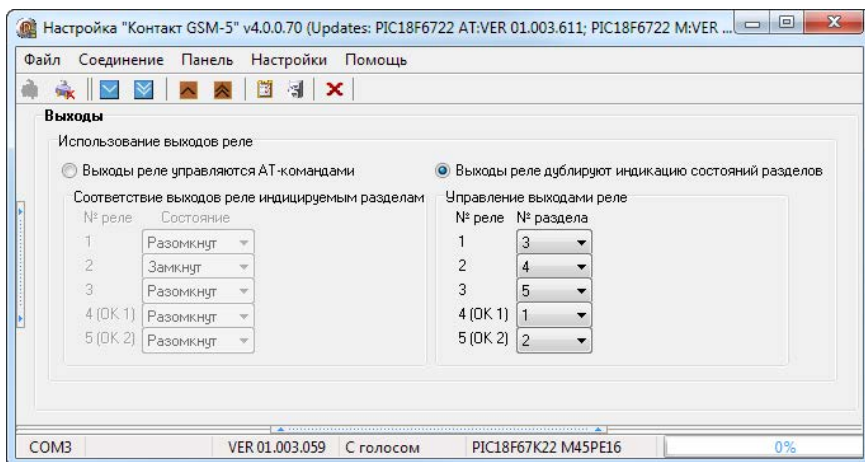 Настройка "Контакт GSM-5" v4.0.0.70 (Updates: PIC18F6722 AT:VER 01.003.611; PIC18F6722 M:VER ...
Файл Соединение Панель Настройки Помощь
Выходы
Использование выходов реле
Выходы реле управляются АТ-командами
Выходы реле дублируют индикацию состояний разделов
Соответствие выходов реле индицируемым разделам
№ реле Состояние
1 Разомкнут
2 Замкнут
3 Разомкнут
4 (ОК 1) Разомкнут
5 (ОК 2) Разомкнут
Управление выходами реле
№ реле № раздела
1 3
2 4
3 5
4 (ОК 1) 1
5 (ОК 2) 2
COM3 VER 01.003.059 С голосом PIC18F67K22 M45PE16 0%